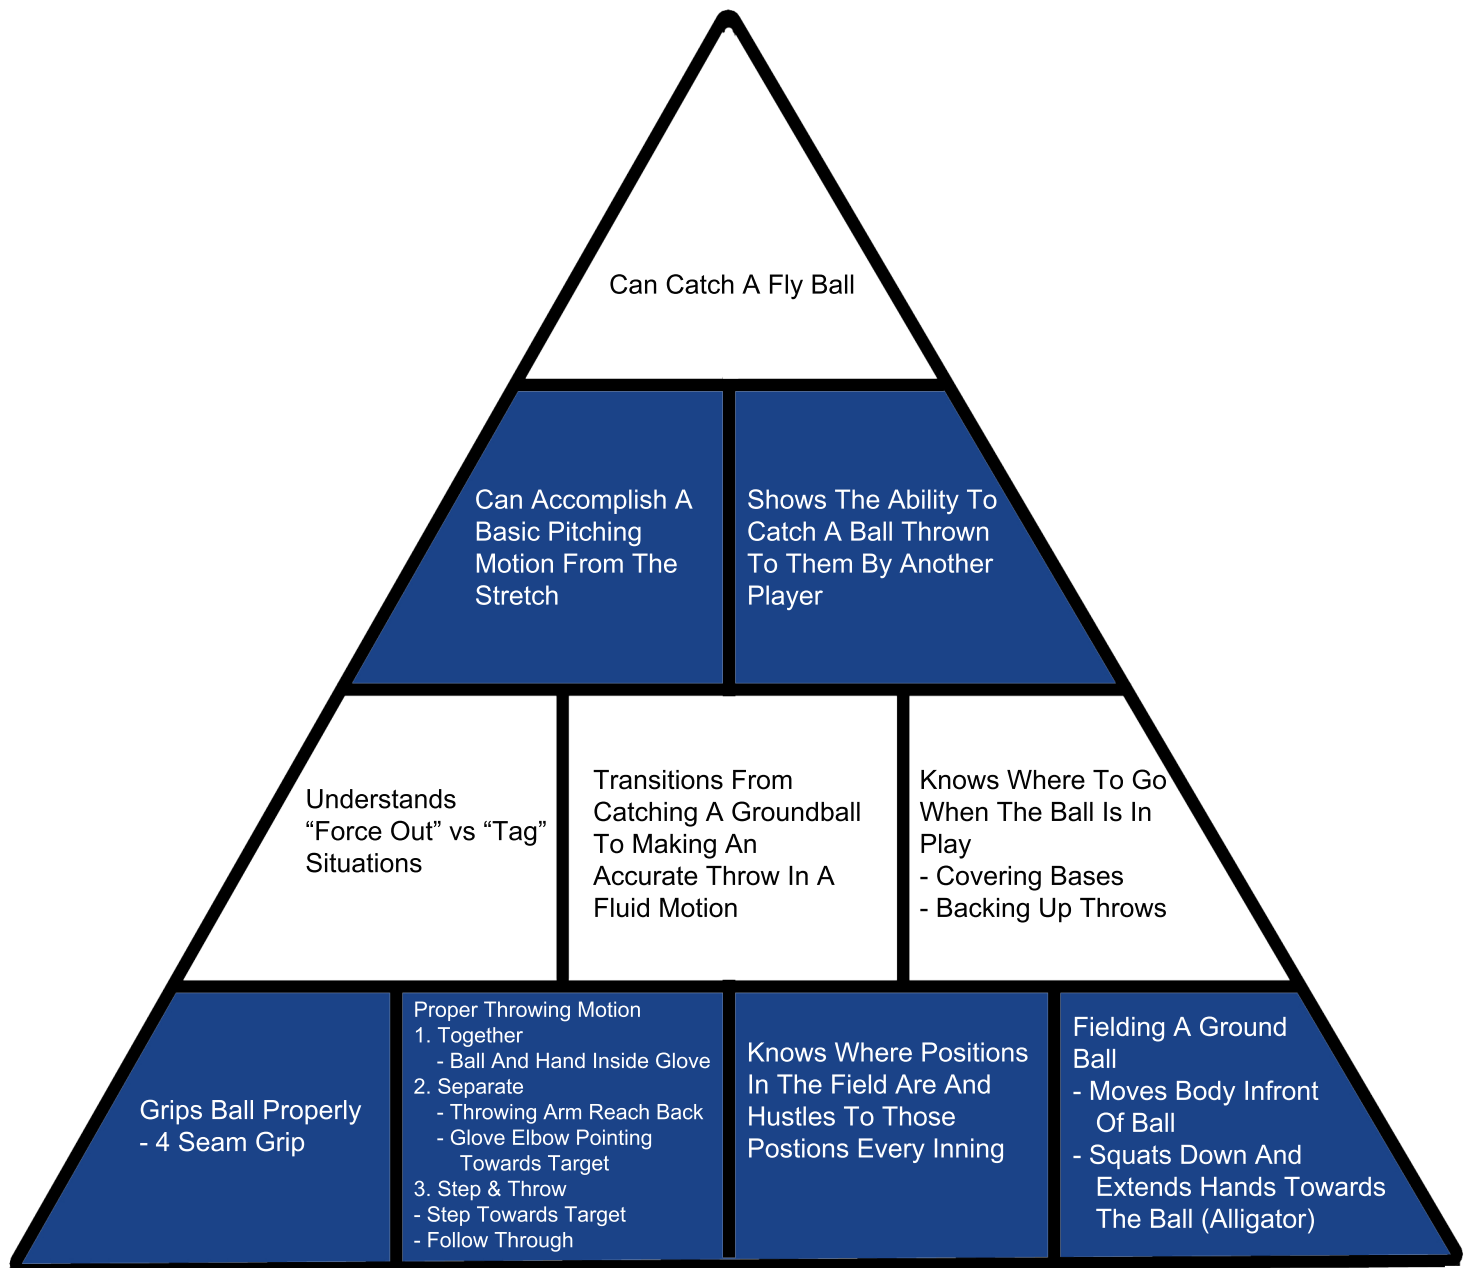 Can Catch A Fly Ball
Can Accomplish A
Basic Pitching
Motion From The
Stretch
Shows The Ability To
Catch A Ball Thrown
To Them By Another
Player
Understands
“Force Out” vs “Tag”
Situations
Transitions From
Catching A Groundball
To Making An
Accurate Throw In A
Fluid Motion
Knows Where To Go
When The Ball Is In
Play
- Covering Bases
- Backing Up Throws
Grips Ball Properly
- 4 Seam Grip
Proper Throwing Motion
1. Together
- Ball And Hand Inside Glove
2. Separate
- Throwing Arm Reach Back
- Glove Elbow Pointing
Towards Target
3. Step & Throw
- Step Towards Target
- Follow Through
Knows Where Positions
In The Field Are And
Hustles To Those
Postions Every Inning
Fielding A Ground
Ball
- Moves Body Infront
Of Ball
- Squats Down And
Extends Hands Towards
The Ball (Alligator)